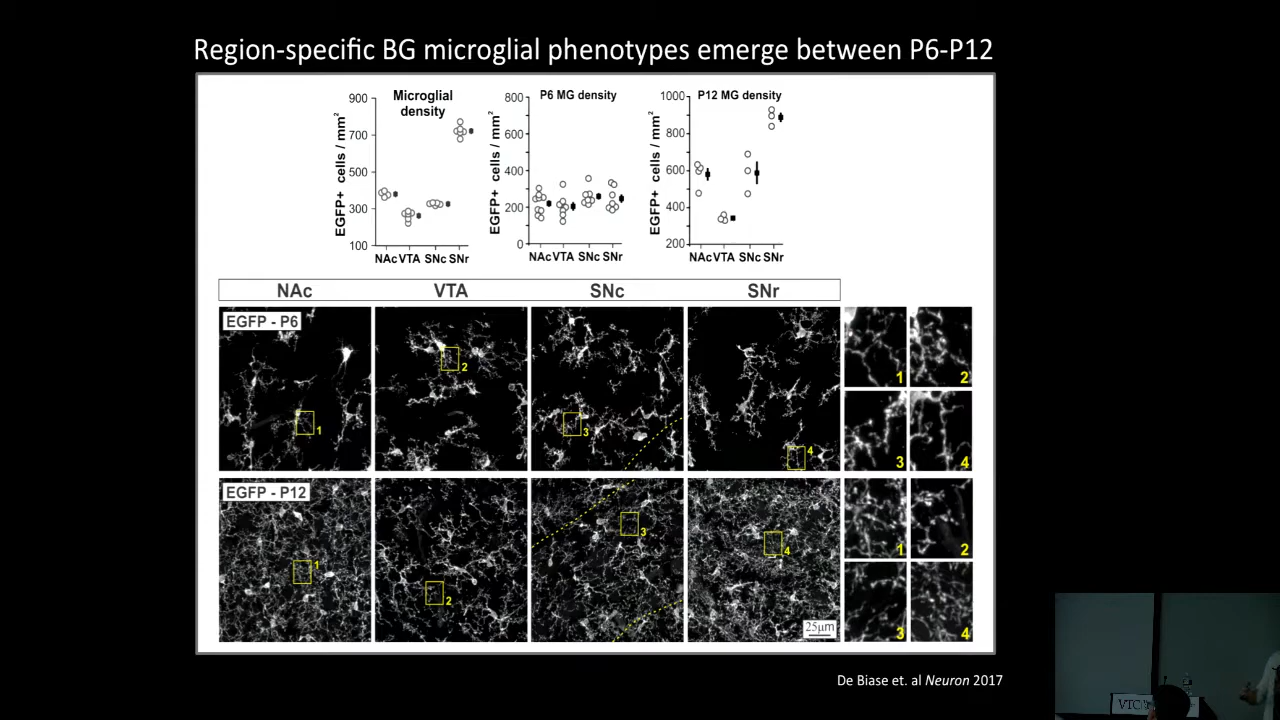 Region-specific BG microglial phenotypes emerge between P6-P12
Microglial
density
EGFP+ cells / mm²
900
700
500
300
100
NAc VTA SNc SNr
P6 MG density
EGFP+ cells / mm²
800
600
400
200
0
NAc VTA SNc SNr
P12 MG density
EGFP+ cells / mm²
1000
800
600
400
200
NAc VTA SNc SNr
NAc VTA SNc SNr
EGFP - P6
1
2
3
4
1
2
3
4
EGFP - P12
1
2
3
4
25µm
1
2
3
4
De Biase et. al Neuron 2017
VTC